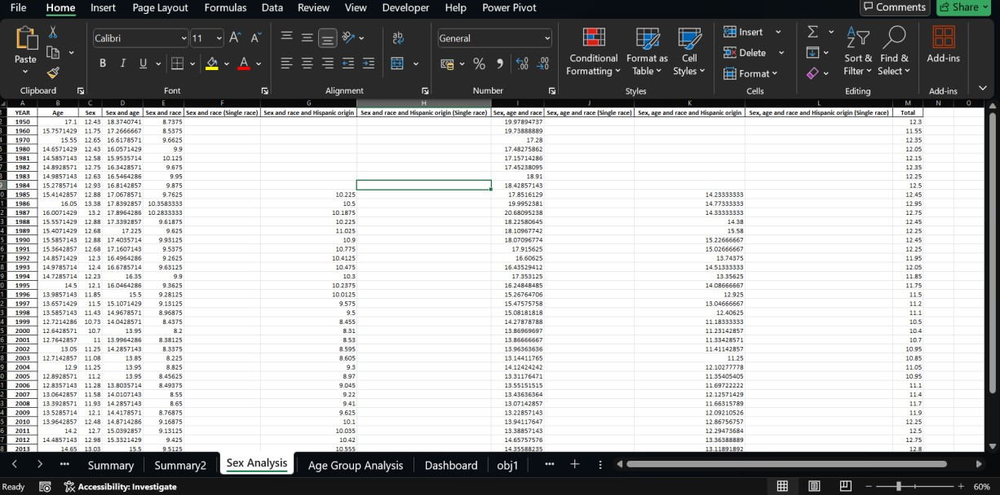 File Home Insert Page Layout Formulas Data Review View Developer Help Power Pivot Comments Share
Paste
Clipboard
Calibri 11
B I U
Font
Alignment
General
Number
Conditional Formatting
Format as Table
Cell Styles
Styles
Insert
Delete
Format
Cells
Sort & Filter
Find & Select
Editing
Add-ins
Add-ins
A B C D E F G H I J K L M N O
YEAR Age Sex Sex and age Sex and race Sex and race (Single race) Sex and race and Hispanic origin Sex and race and Hispanic origin (Single race) Sex, age and race Sex, age and race (Single race) Sex, age and race and Hispanic origin Sex, age and race and Hispanic origin (Single race) Total
1950 17.1 12.43 18.3740741 8.7375 19.97894737 12.3
1960 15.7571429 11.75 17.2666667 8.5375 19.73888889 11.55
1970 15.55 12.65 16.6178571 9.6625 17.28 12.35
1980 14.6571429 12.43 16.0571429 9.9 17.48275862 12.05
1981 14.5857143 12.58 15.9535714 10.125 17.15714286 12.15
1982 14.8928571 12.75 16.3428571 9.675 17.45238095 12.35
1983 14.9857143 12.63 16.5464286 9.95 18.91 12.25
1984 15.2785714 12.93 16.8142857 9.875 18.42857143 12.5
1985 15.4142857 12.88 17.0678571 9.7625 10.225 17.8516129 14.23333333 12.45
1986 16.05 13.38 17.8392857 10.3583333 10.5 19.9952381 14.77333333 12.95
1987 16.0071429 13.2 17.8964286 10.2833333 10.1875 20.68095238 14.33333333 12.75
1988 15.5571429 12.88 17.3392857 9.61875 10.225 18.22580645 14.38 12.45
1989 15.4071429 12.68 17.225 9.625 11.025 18.10967742 15.58 12.25
1990 15.5857143 12.88 17.4035714 9.93125 10.9 18.07096774 15.22666667 12.45
1991 15.3642857 12.68 17.1607143 9.5375 10.775 17.915625 15.02666667 12.25
1992 14.8571429 12.3 16.4964286 9.2625 10.4125 16.60625 13.74375 11.95
1993 14.9785714 12.4 16.6785714 9.63125 10.475 16.43529412 14.51333333 12.05
1994 14.7285714 12.23 16.35 9.9 10.3 17.353125 13.35625 11.85
1995 14.5 12.1 16.0464286 9.3625 10.2375 16.24848485 14.08666667 11.75
1996 13.9857143 11.85 15.5 9.28125 10.0125 15.26764706 12.925 11.5
1997 13.6571429 11.5 15.1071429 9.13125 9.575 15.47575758 13.04666667 11.2
1998 13.5857143 11.43 14.9678571 8.96875 9.5 15.08181818 12.40625 11.1
1999 12.7214286 10.73 14.0428571 8.4375 8.455 14.27878788 11.18333333 10.5
2000 12.6428571 10.7 13.95 8.2 8.31 13.86969697 11.23142857 10.4
2001 12.7642857 11 13.9964286 8.38125 8.53 13.86666667 11.33428571 10.7
2002 13.05 11.25 14.2857143 8.3375 8.595 13.96363636 11.41142857 10.95
2003 12.7142857 11.08 13.85 8.225 8.605 13.14411765 11.25 10.85
2004 12.9 11.25 13.95 8.825 9.3 14.12424242 12.10277778 11.05
2005 12.8928571 11.2 13.95 8.45625 8.97 13.31176471 11.35405405 10.95
2006 12.8357143 11.28 13.8035714 8.49375 9.045 13.55151515 11.69722222 11.1
2007 13.0642857 11.58 14.0107143 8.55 9.22 13.43636364 12.12571429 11.4
2008 13.3928571 11.93 14.2857143 8.65 9.41 13.07142857 11.66315789 11.7
2009 13.5285714 12.1 14.4178571 8.76875 9.625 13.22857143 12.09210526 11.9
2010 13.9642857 12.48 14.8714286 9.16875 10.1 13.94117647 12.86756757 12.25
2011 14.2 12.7 15.0392857 9.13125 10.035 13.38857143 12.29473684 12.5
2012 14.4857143 12.98 15.3321429 9.425 10.42 14.65757576 13.36388889 12.75
2013 14.65 13.03 15.5 9.5125 10.555 14.35588235 13.11891892 12.8
Summary Summary2 Sex Analysis Age Group Analysis Dashboard obj1
Ready Accessibility: Investigate 60%